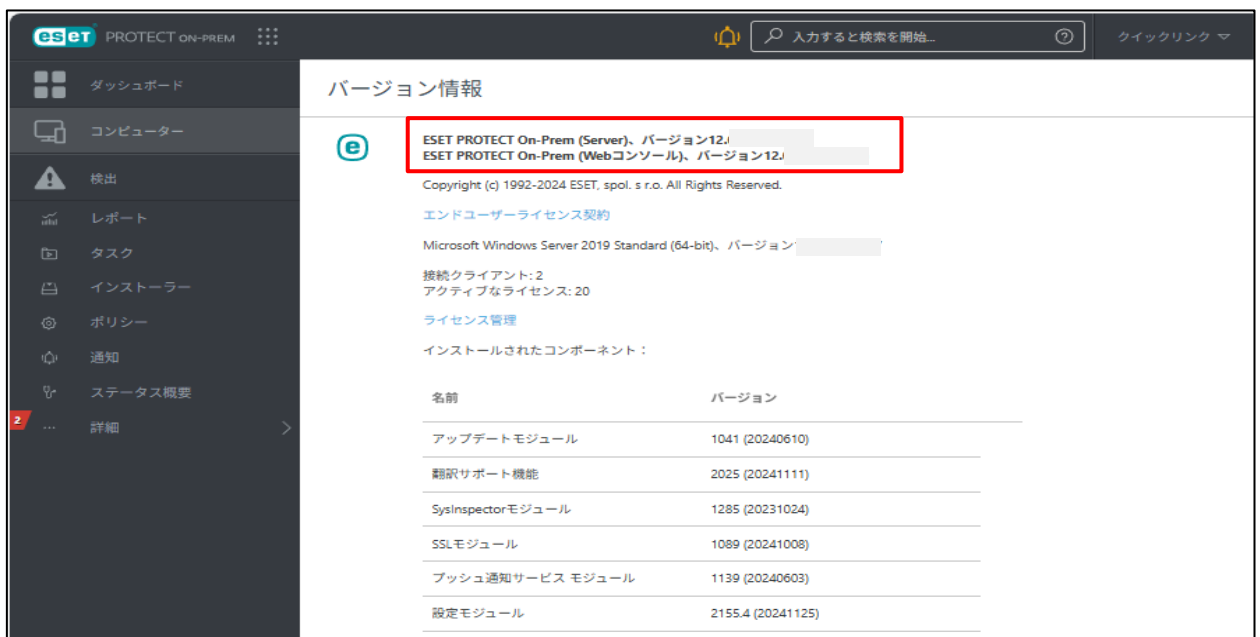 eset PROTECT ON-PREM
入力すると検索を開始...
クイックリンク
ダッシュボード
コンピューター
検出
レポート
タスク
インストーラー
ポリシー
通知
ステータス概要
2
詳細
バージョン情報
ESET PROTECT On-Prem (Server)、バージョン12.
ESET PROTECT On-Prem (Webコンソール)、バージョン12.
Copyright (c) 1992-2024 ESET, spol. s r.o. All Rights Reserved.
エンドユーザーライセンス契約
Microsoft Windows Server 2019 Standard (64-bit)、バージョン
接続クライアント: 2
アクティブなライセンス: 20
ライセンス管理
インストールされたコンポーネント：
名前 バージョン
アップデートモジュール 1041 (20240610)
翻訳サポート機能 2025 (20241111)
SysInspectorモジュール 1285 (20231024)
SSLモジュール 1089 (20241008)
プッシュ通知サービス モジュール 1139 (20240603)
設定モジュール 2155.4 (20241125)